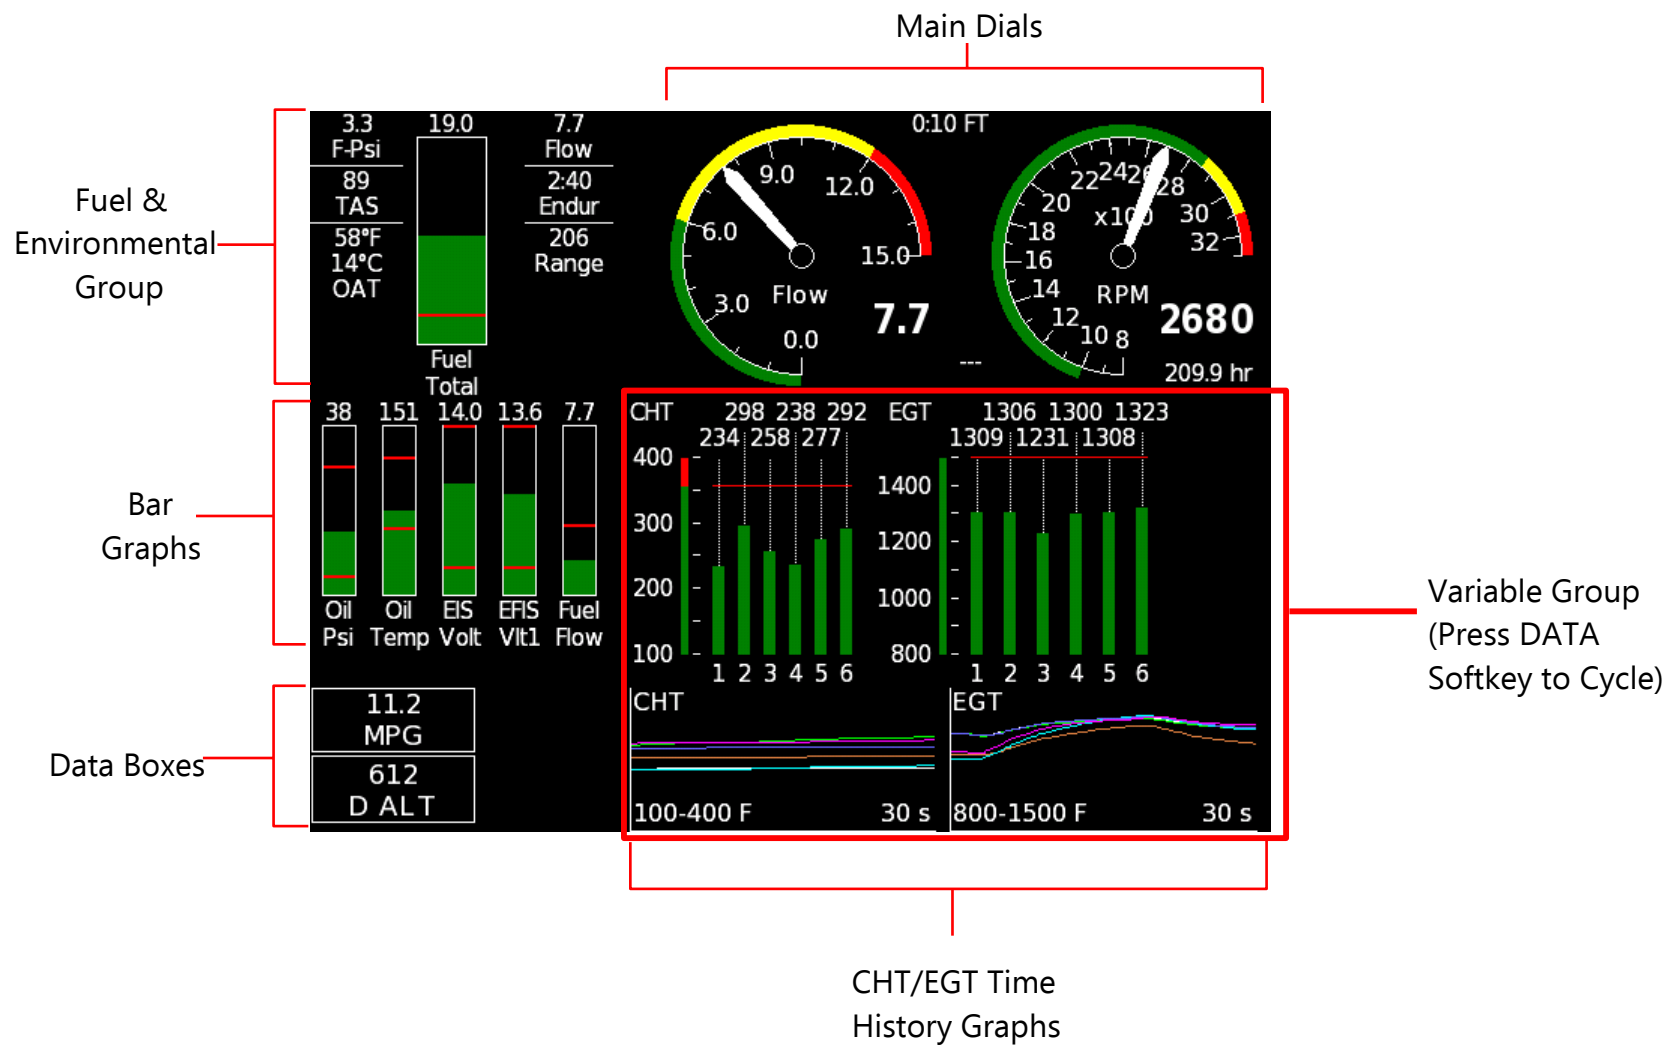 Main Dials
Fuel &
Environmental
Group
3.3
F-Psi
89
TAS
58°F
14°C
OAT
19.0
Fuel
Total
7.7
Flow
2:40
Endur
206
Range
0:10 FT
0.0
3.0
6.0
9.0
12.0
15.0
Flow
7.7
---
8
10
12
14
16
18
20
22
24
26
28
30
32
x100
RPM
2680
209.9 hr
Bar
Graphs
38 151 14.0 13.6 7.7
Oil Oil EIS EFIS Fuel
Psi Temp Volt Vlt1 Flow
CHT 298 238 292
234 258 277
400
300
200
100
1 2 3 4 5 6
EGT 1306 1300 1323
1309 1231 1308
1400
1200
1000
800
1 2 3 4 5 6
Variable Group
(Press DATA
Softkey to Cycle)
Data Boxes
11.2
MPG
612
D ALT
CHT
100-400 F 30 s
EGT
800-1500 F 30 s
CHT/EGT Time
History Graphs